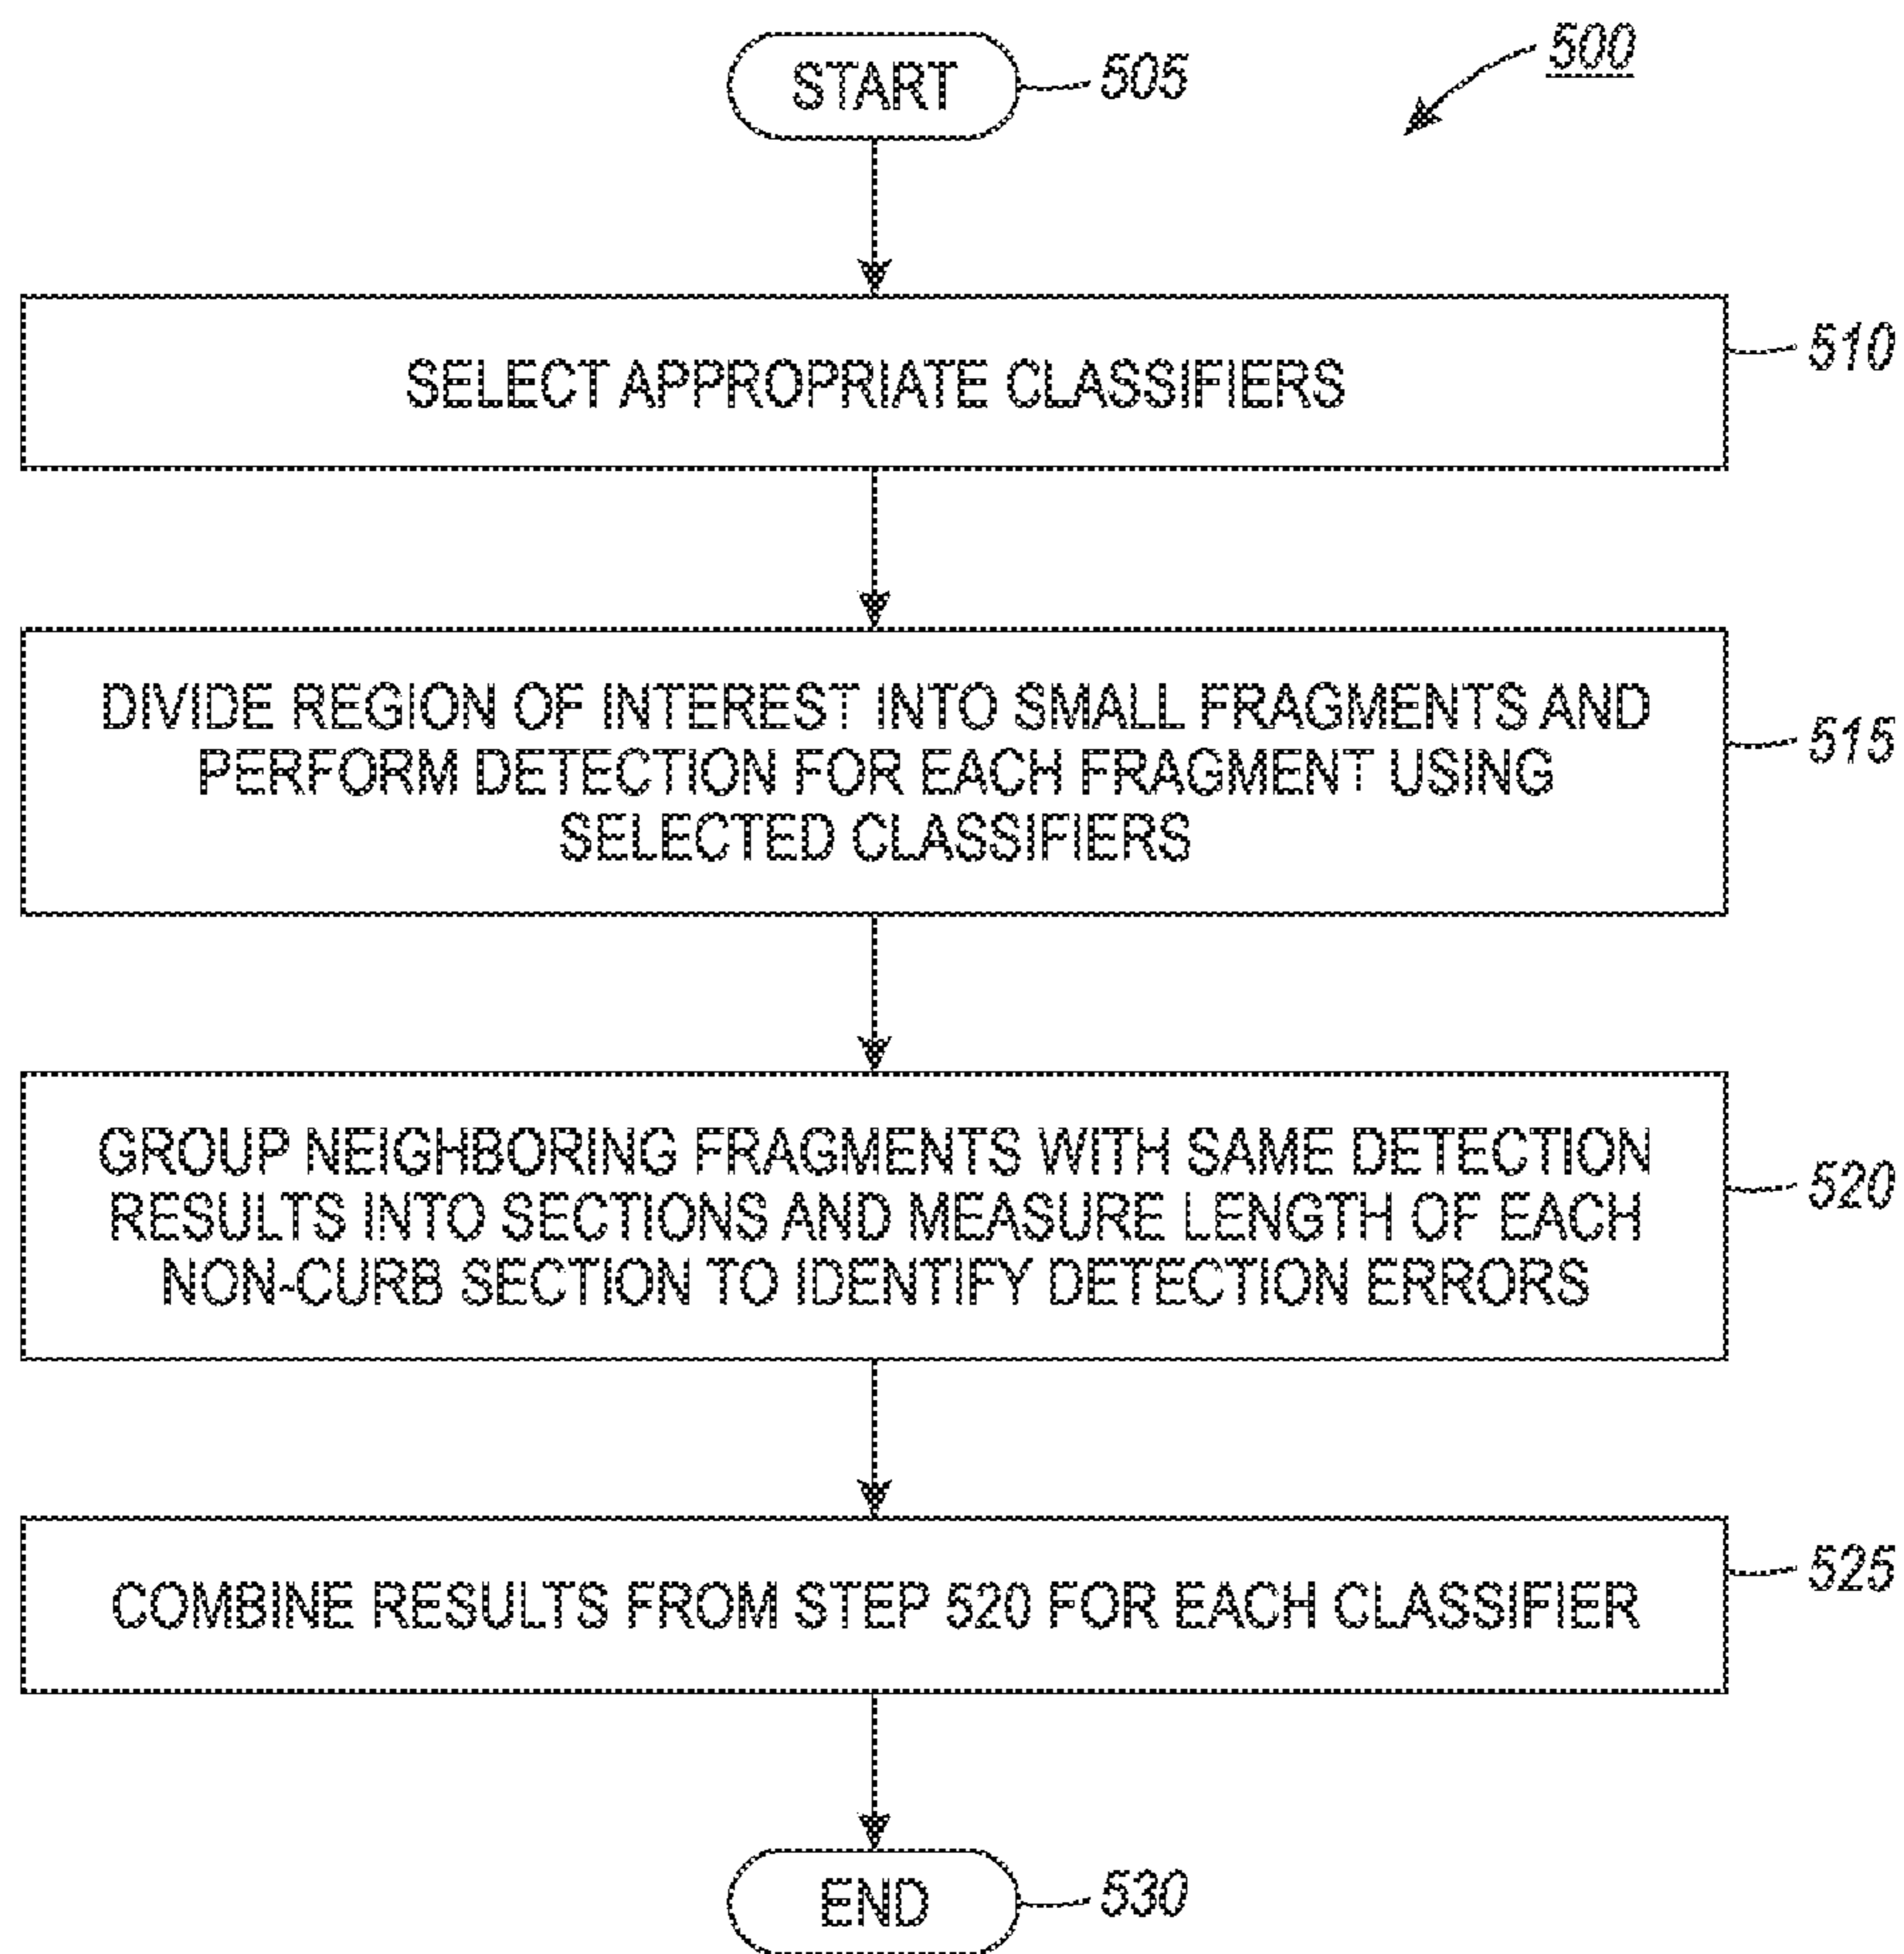 500
START
505
SELECT APPROPRIATE CLASSIFIERS
510
DIVIDE REGION OF INTEREST INTO SMALL FRAGMENTS AND
PERFORM DETECTION FOR EACH FRAGMENT USING
SELECTED CLASSIFIERS
515
GROUP NEIGHBORING FRAGMENTS WITH SAME DETECTION
RESULTS INTO SECTIONS AND MEASURE LENGTH OF EACH
NON-CURB SECTION TO IDENTIFY DETECTION ERRORS
520
COMBINE RESULTS FROM STEP 520 FOR EACH CLASSIFIER
525
END
530